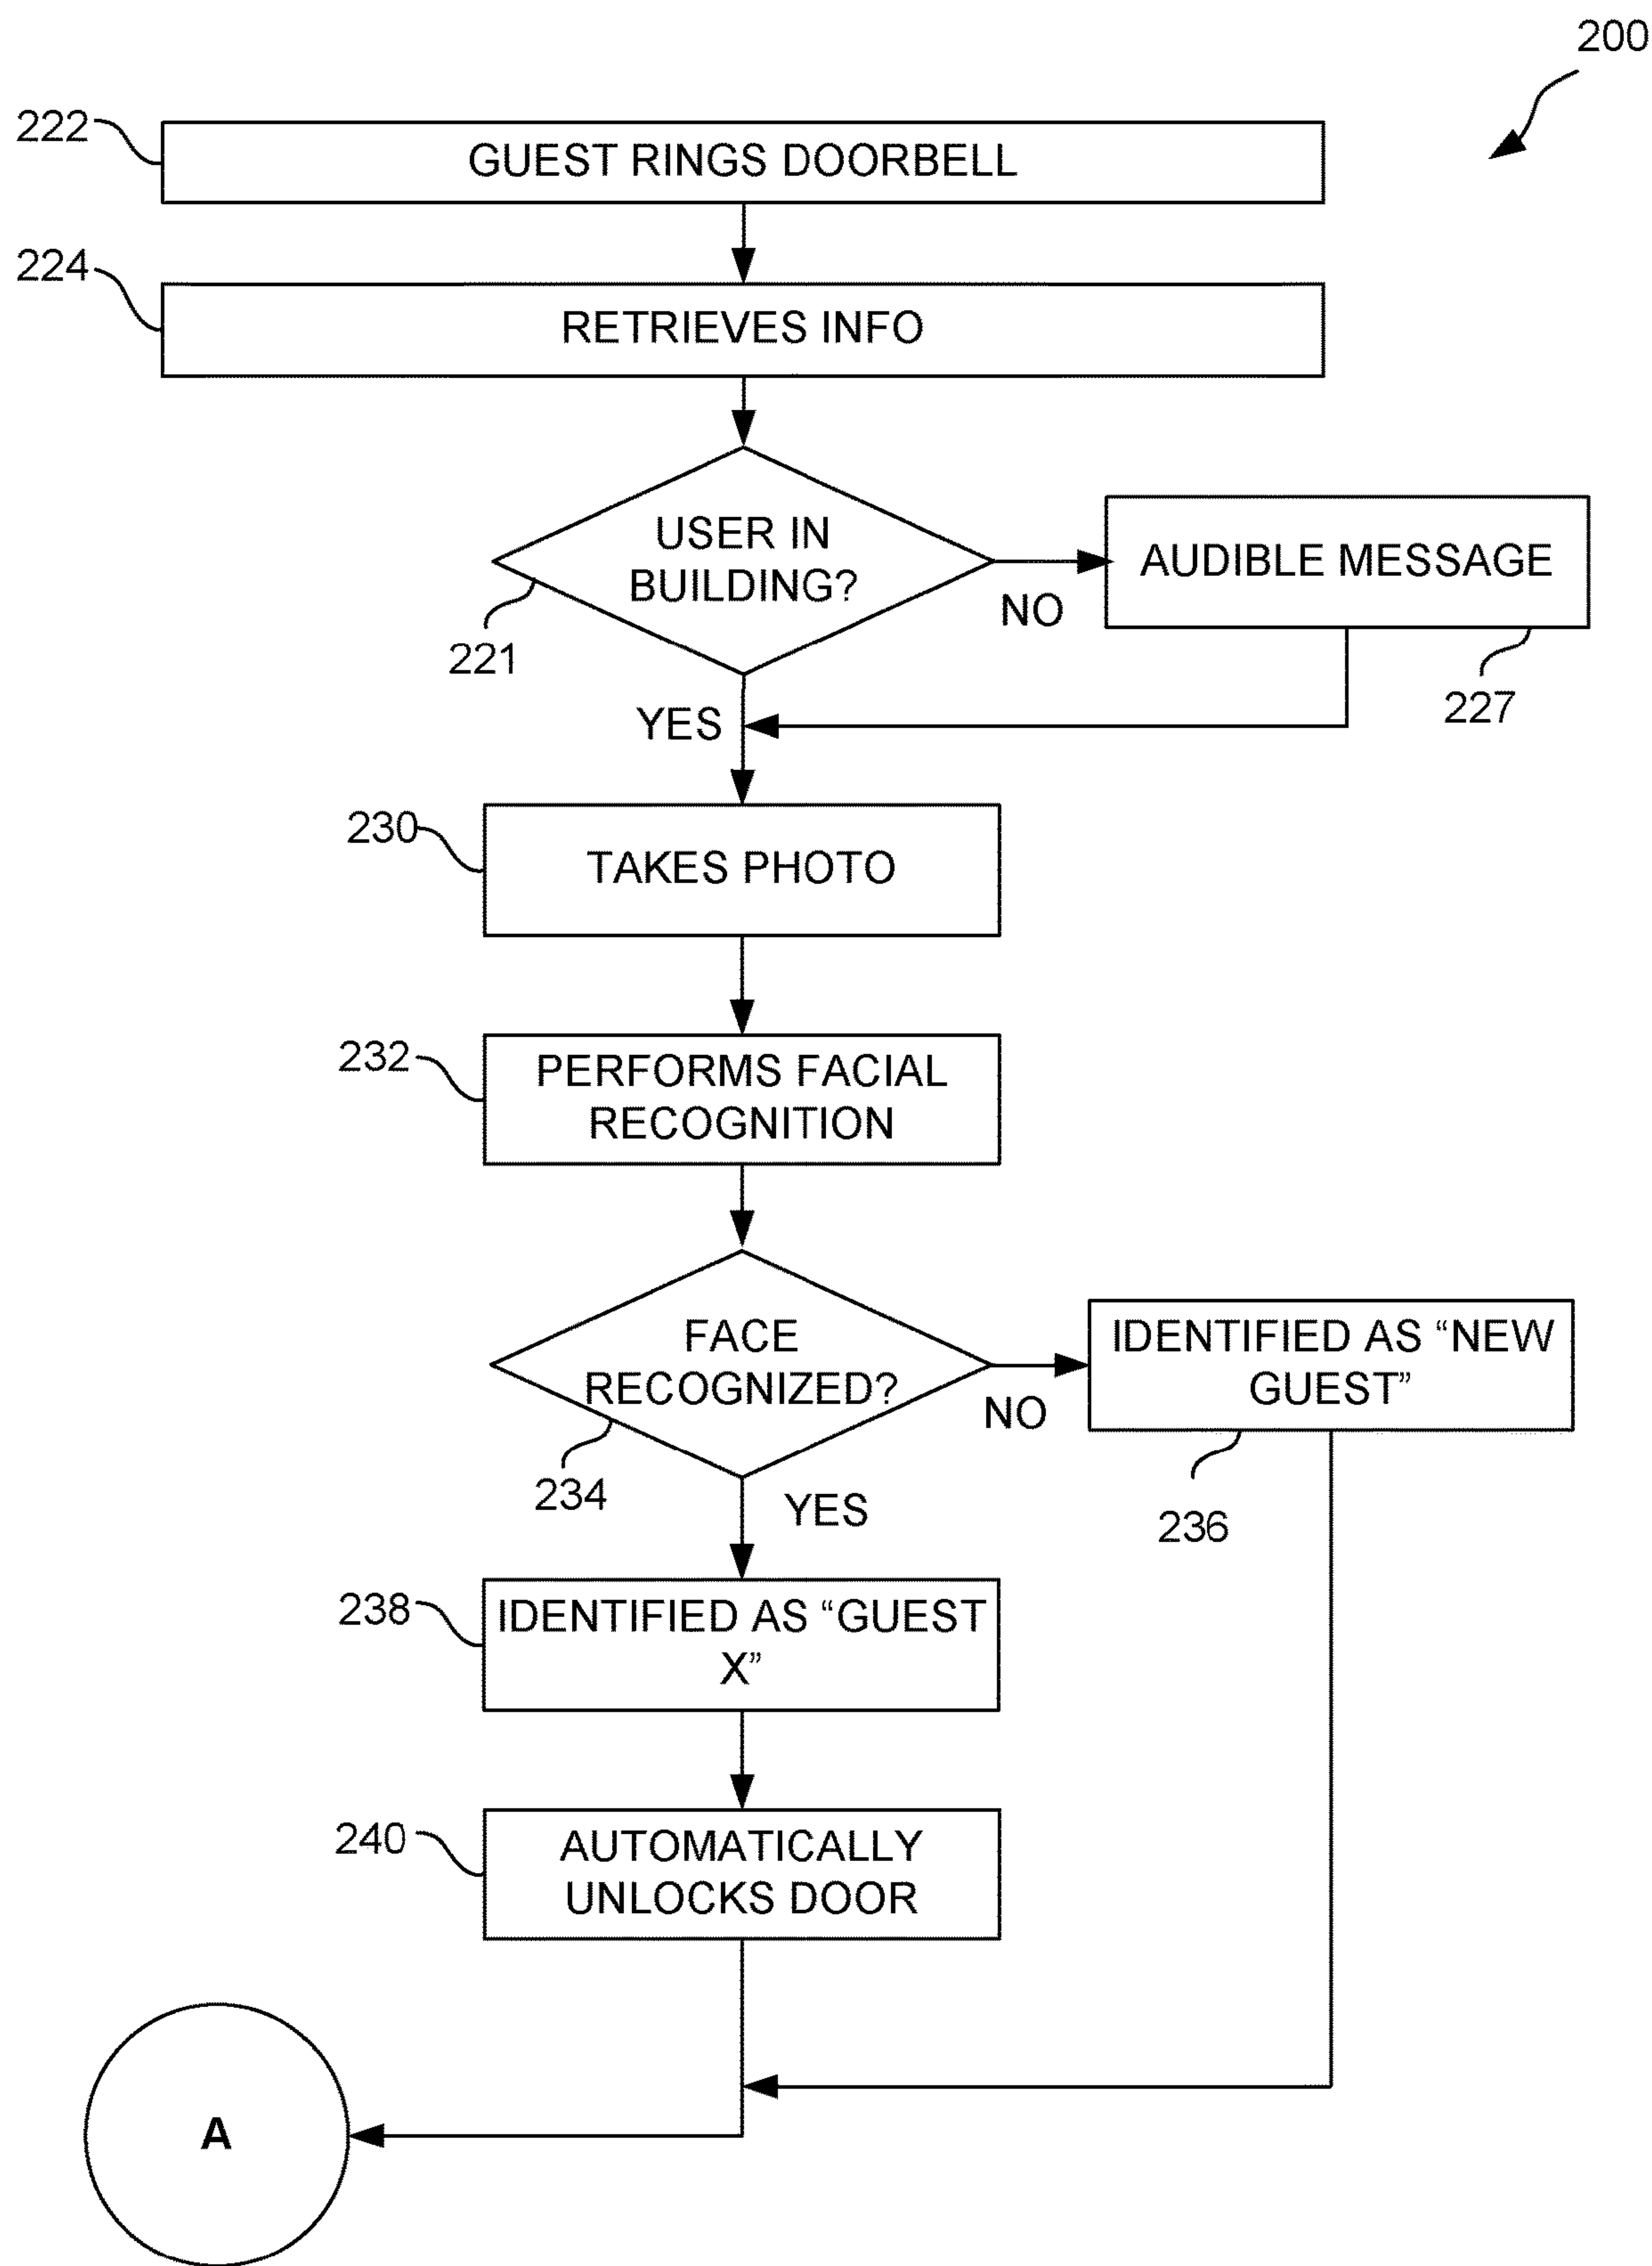 200
222
GUEST RINGS DOORBELL
224
RETRIEVES INFO
USER IN
BUILDING?
221
NO
AUDIBLE MESSAGE
227
YES
230
TAKES PHOTO
232
PERFORMS FACIAL
RECOGNITION
FACE
RECOGNIZED?
234
NO
IDENTIFIED AS “NEW
GUEST”
236
YES
238
IDENTIFIED AS “GUEST
X”
240
AUTOMATICALLY
UNLOCKS DOOR
A